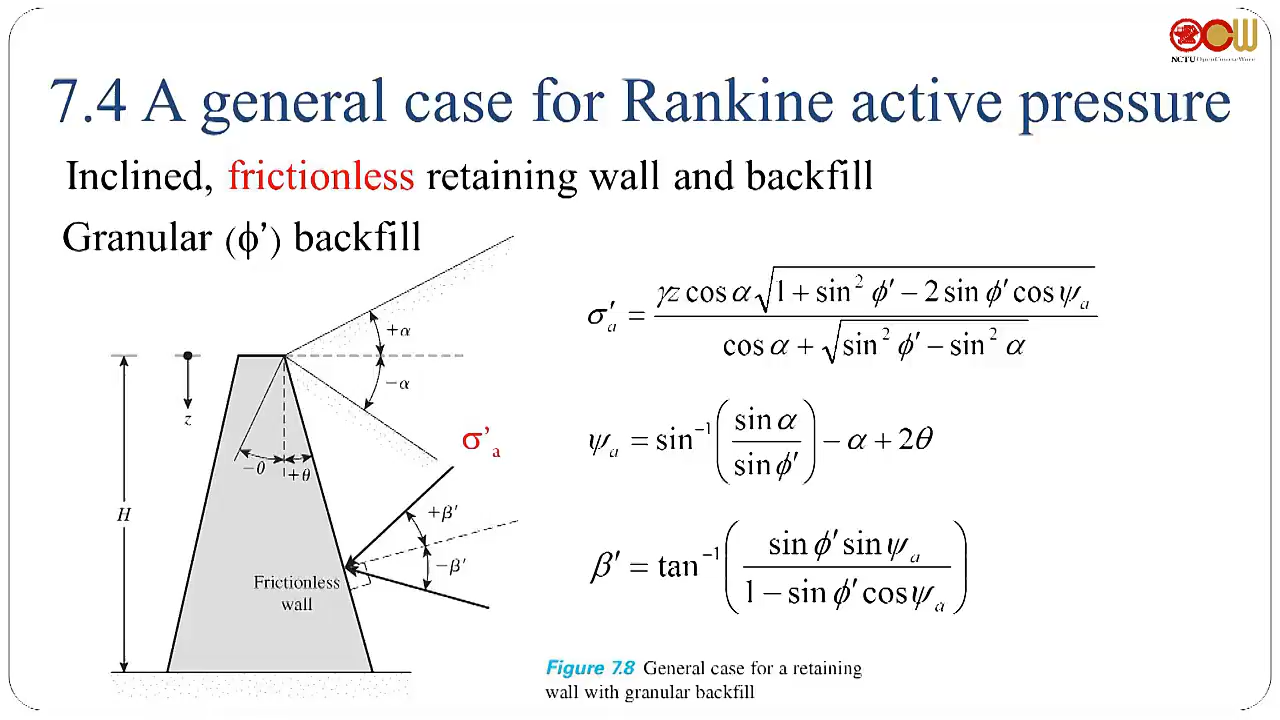 NCTU OpenCourseWare
7.4 A general case for Rankine active pressure
Inclined, frictionless retaining wall and backfill
Granular (ϕ’) backfill
+α
−α
z
−θ
+θ
H
σ’a
+β′
−β′
Frictionless
wall
σ′a = γz cos α √(1 + sin² ϕ′ − 2 sin ϕ′ cos ψa) / (cos α + √(sin² ϕ′ − sin² α))
ψa = sin⁻¹ (sin α / sin ϕ′) − α + 2θ
β′ = tan⁻¹ (sin ϕ′ sin ψa / (1 − sin ϕ′ cos ψa))
Figure 7.8 General case for a retaining
wall with granular backfill